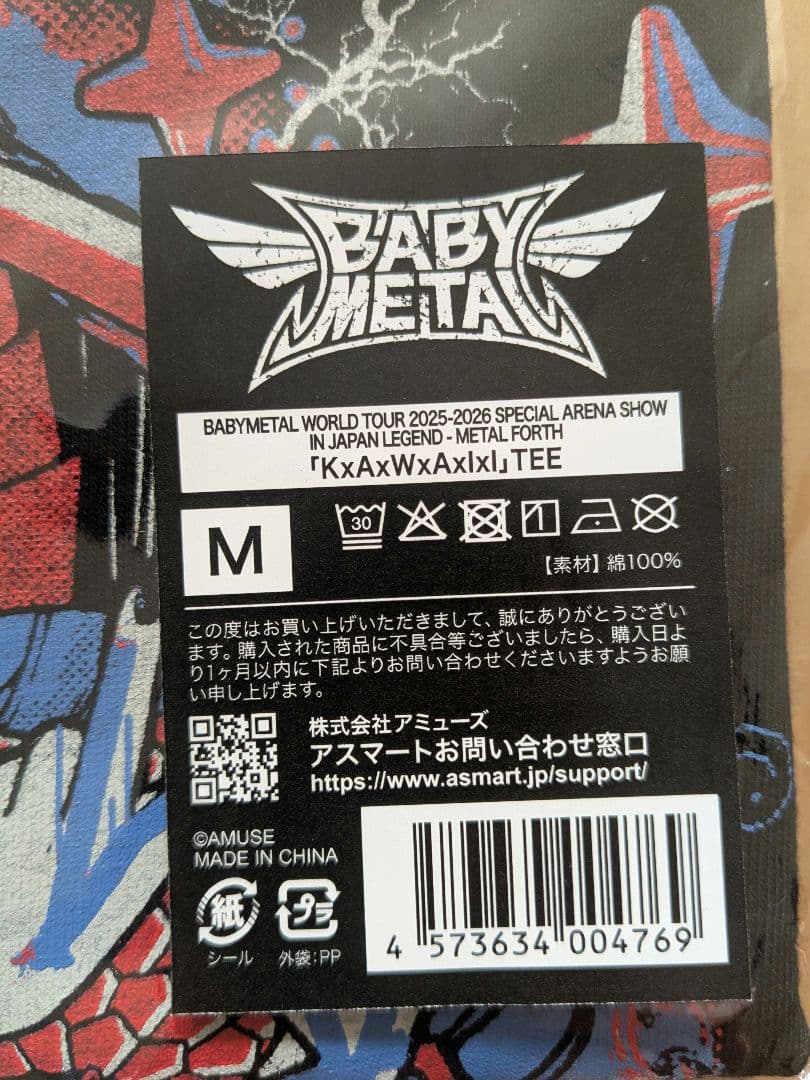 BABY
METAL
BABYMETAL WORLD TOUR 2025-2026 SPECIAL ARENA SHOW
IN JAPAN LEGEND - METAL FORTH
「KxAxWxAxIxI」TEE
M
30
【素材】綿100%
この度はお買い上げいただきまして、誠にありがとうござい
ます。購入された商品に不具合等ございましたら、購入日よ
り1ヶ月以内に下記よりお問い合わせくださいますようお願
い申し上げます。
株式会社アミューズ
アスマートお問い合わせ窓口
https://www.asmart.jp/support/
©AMUSE
MADE IN CHINA
紙
プラ
シール
外袋:PP
4 573634 004769